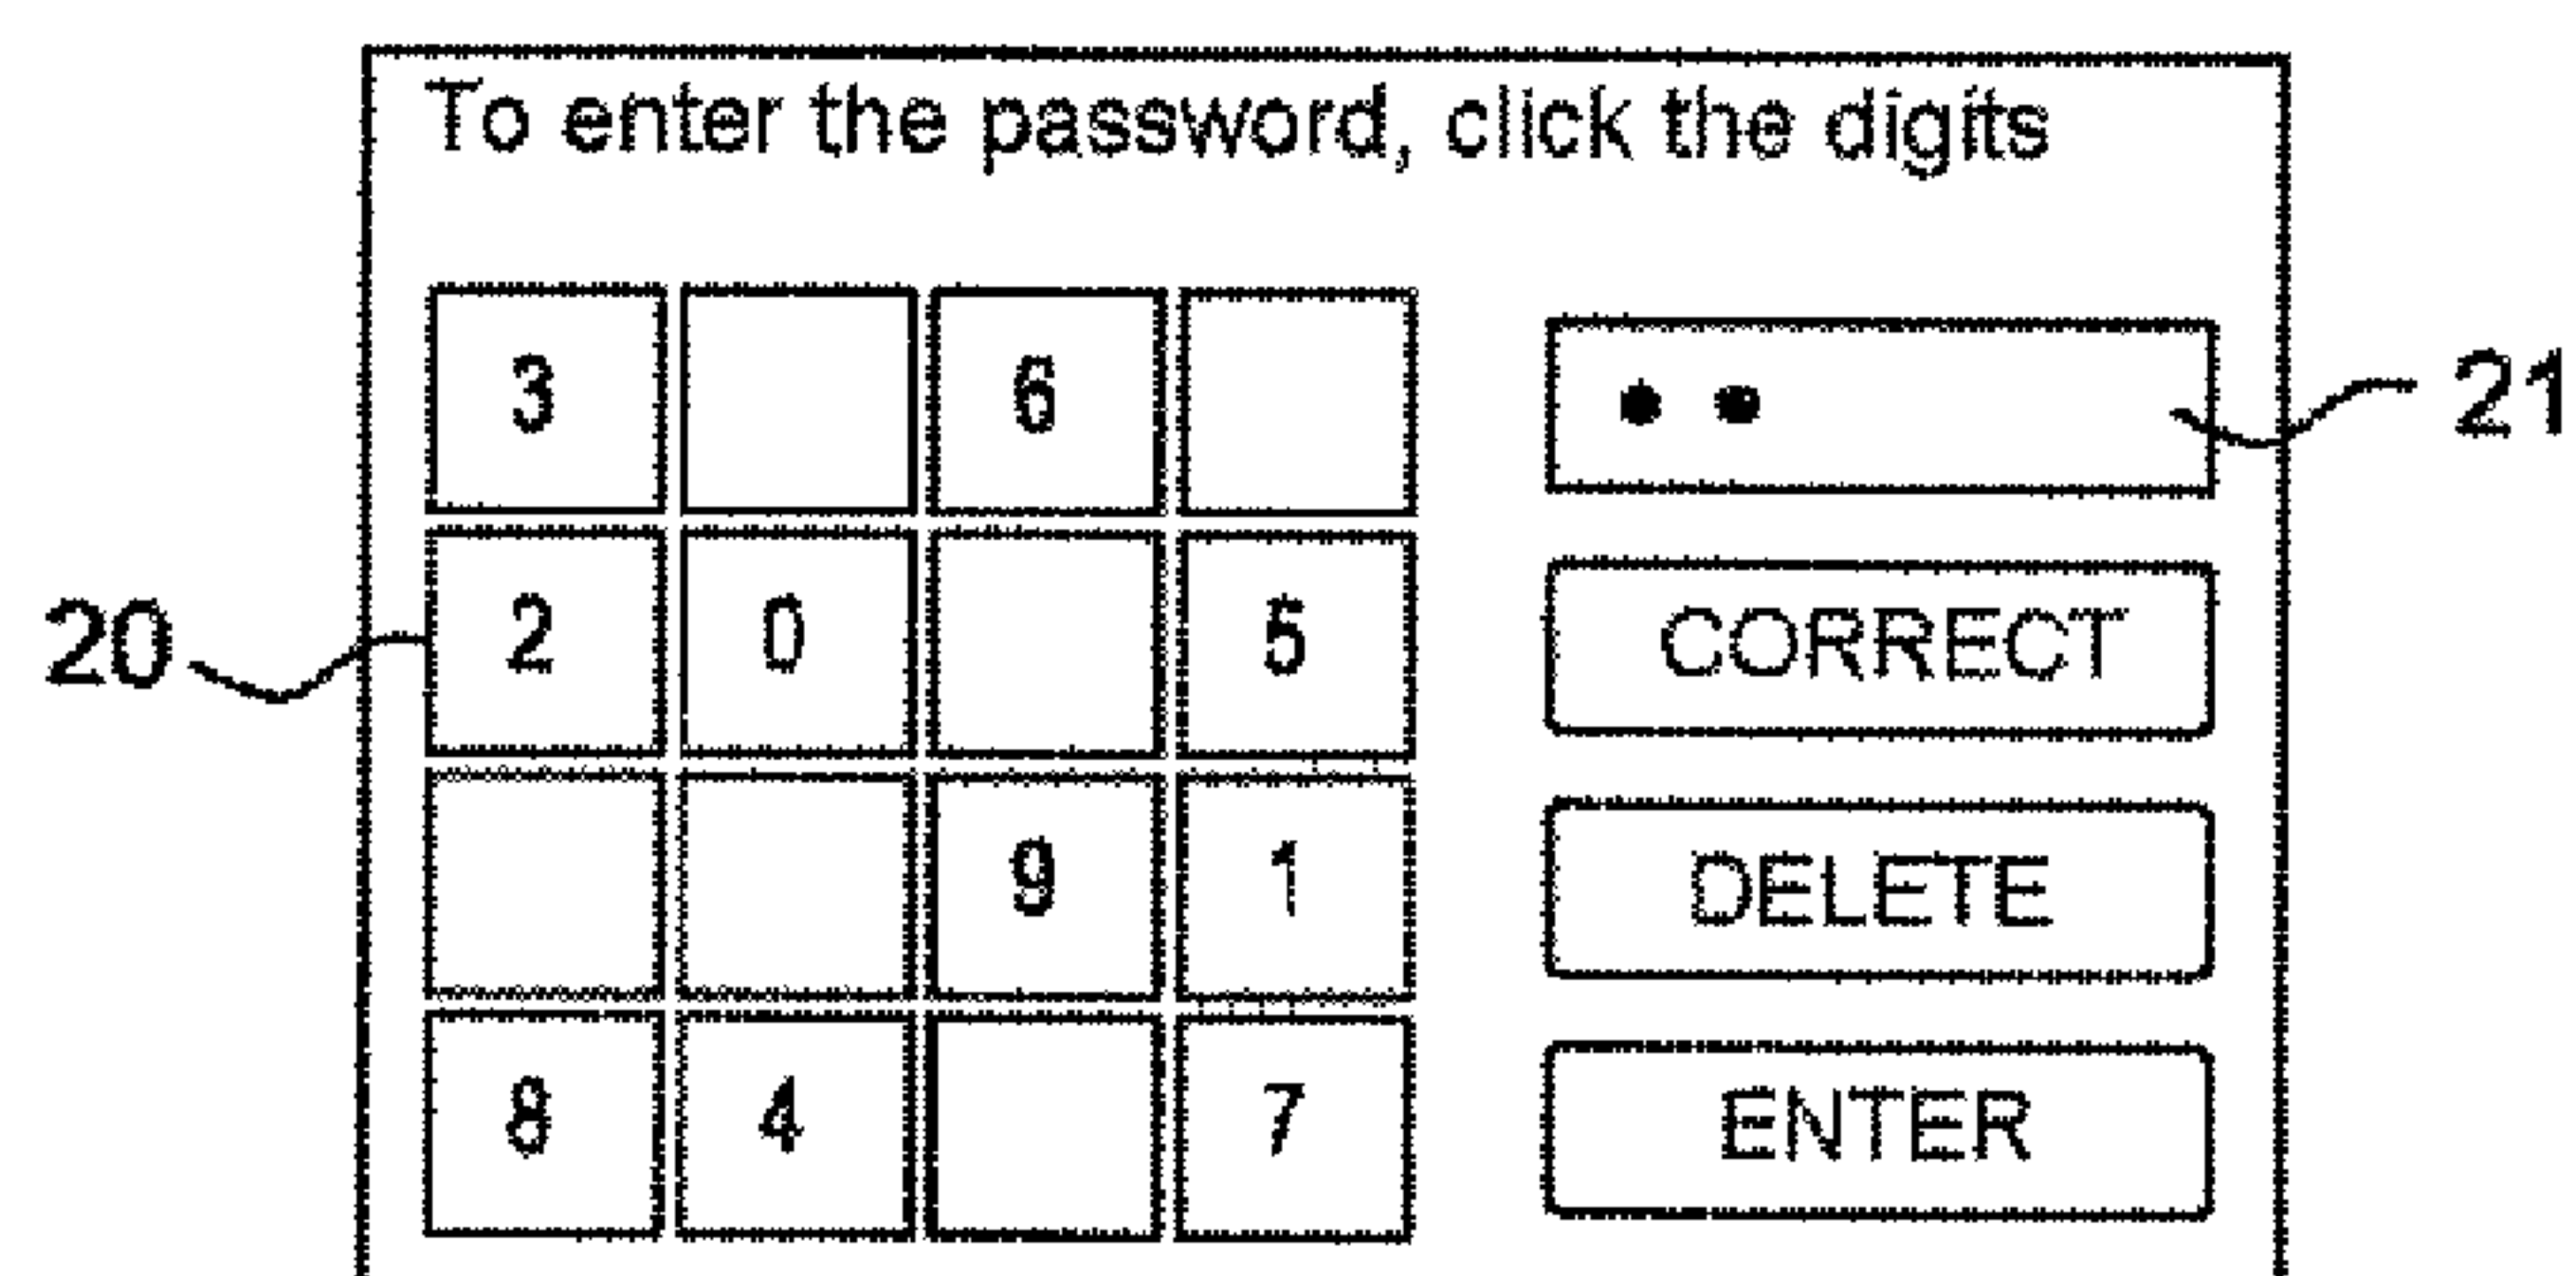 To enter the password, click the digits
3 6
21
20
2 0 5
CORRECT
9 1
DELETE
8 4 7
ENTER